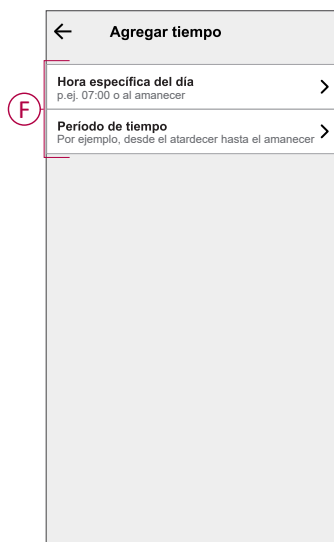 Agregar tiempo
Hora específica del día
p.ej. 07:00 o al amanecer
F
Período de tiempo
Por ejemplo, desde el atardecer hasta el amanecer